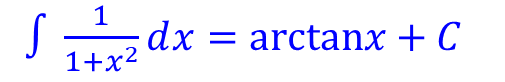 ∫ 1/(1+x²) dx = arctanx + C